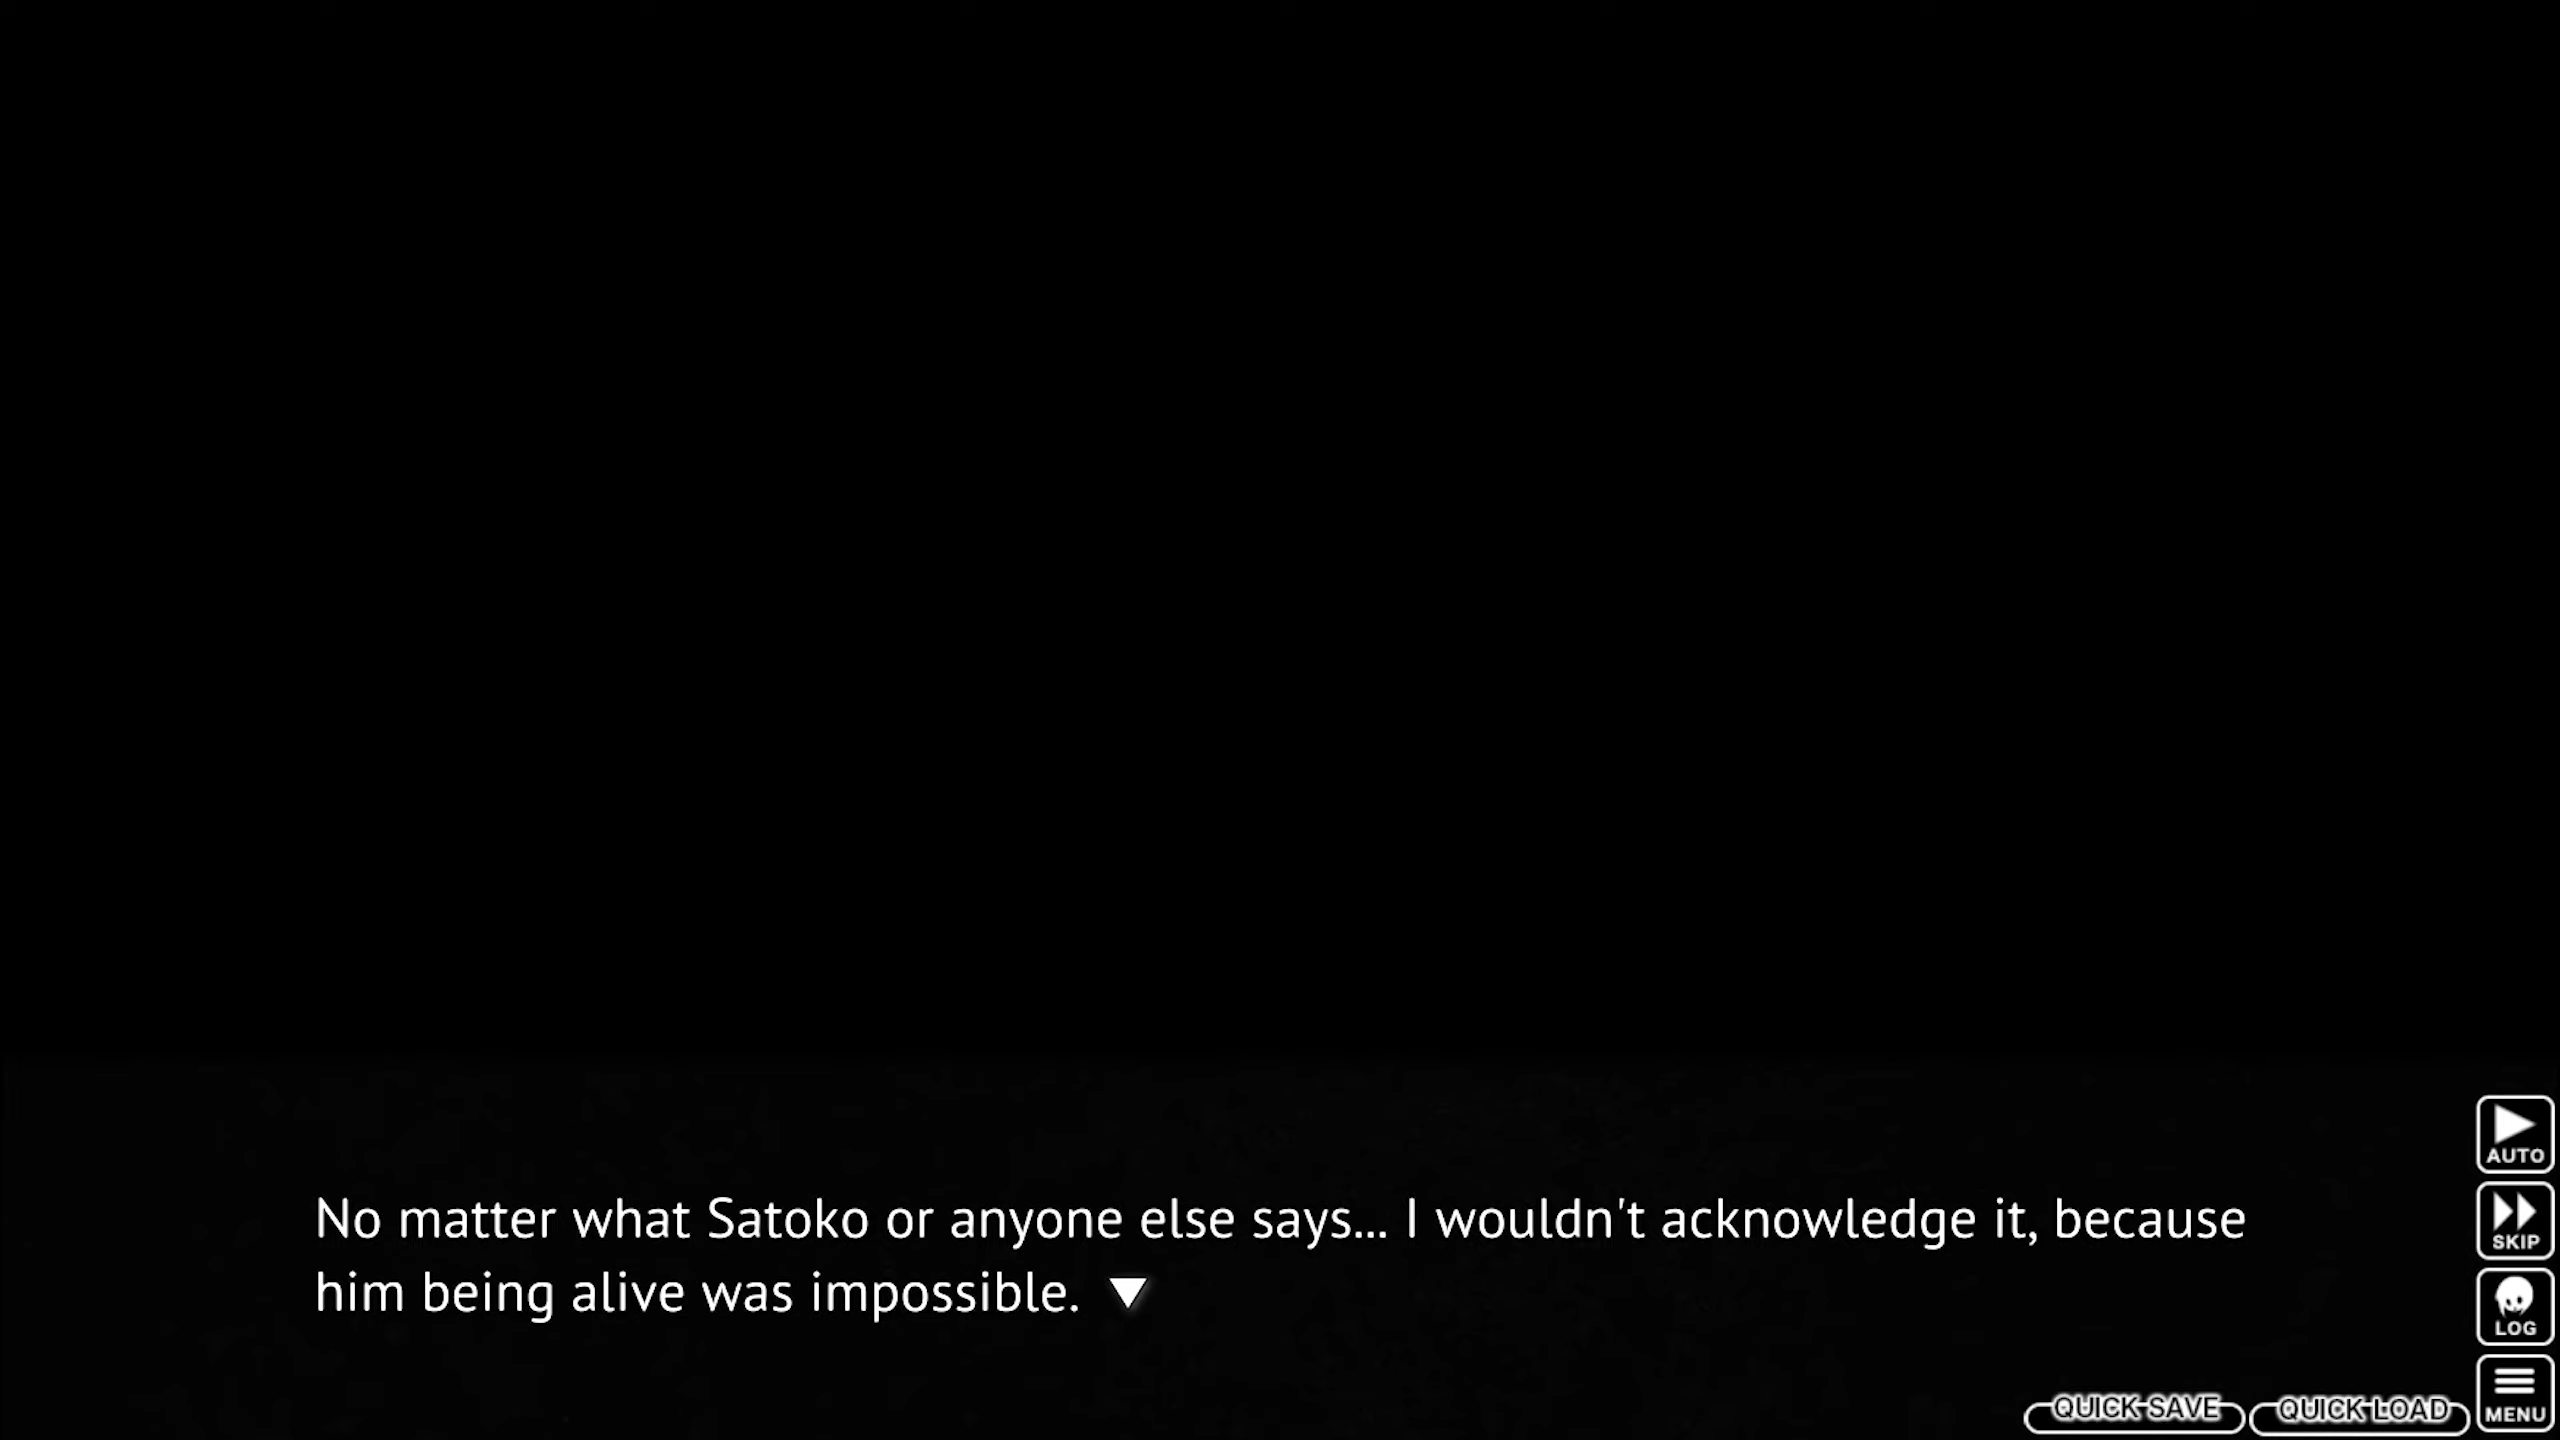 No matter what Satoko or anyone else says... I wouldn't acknowledge it, because
him being alive was impossible.
AUTO
SKIP
LOG
MENU
QUICK SAVE
QUICK LOAD